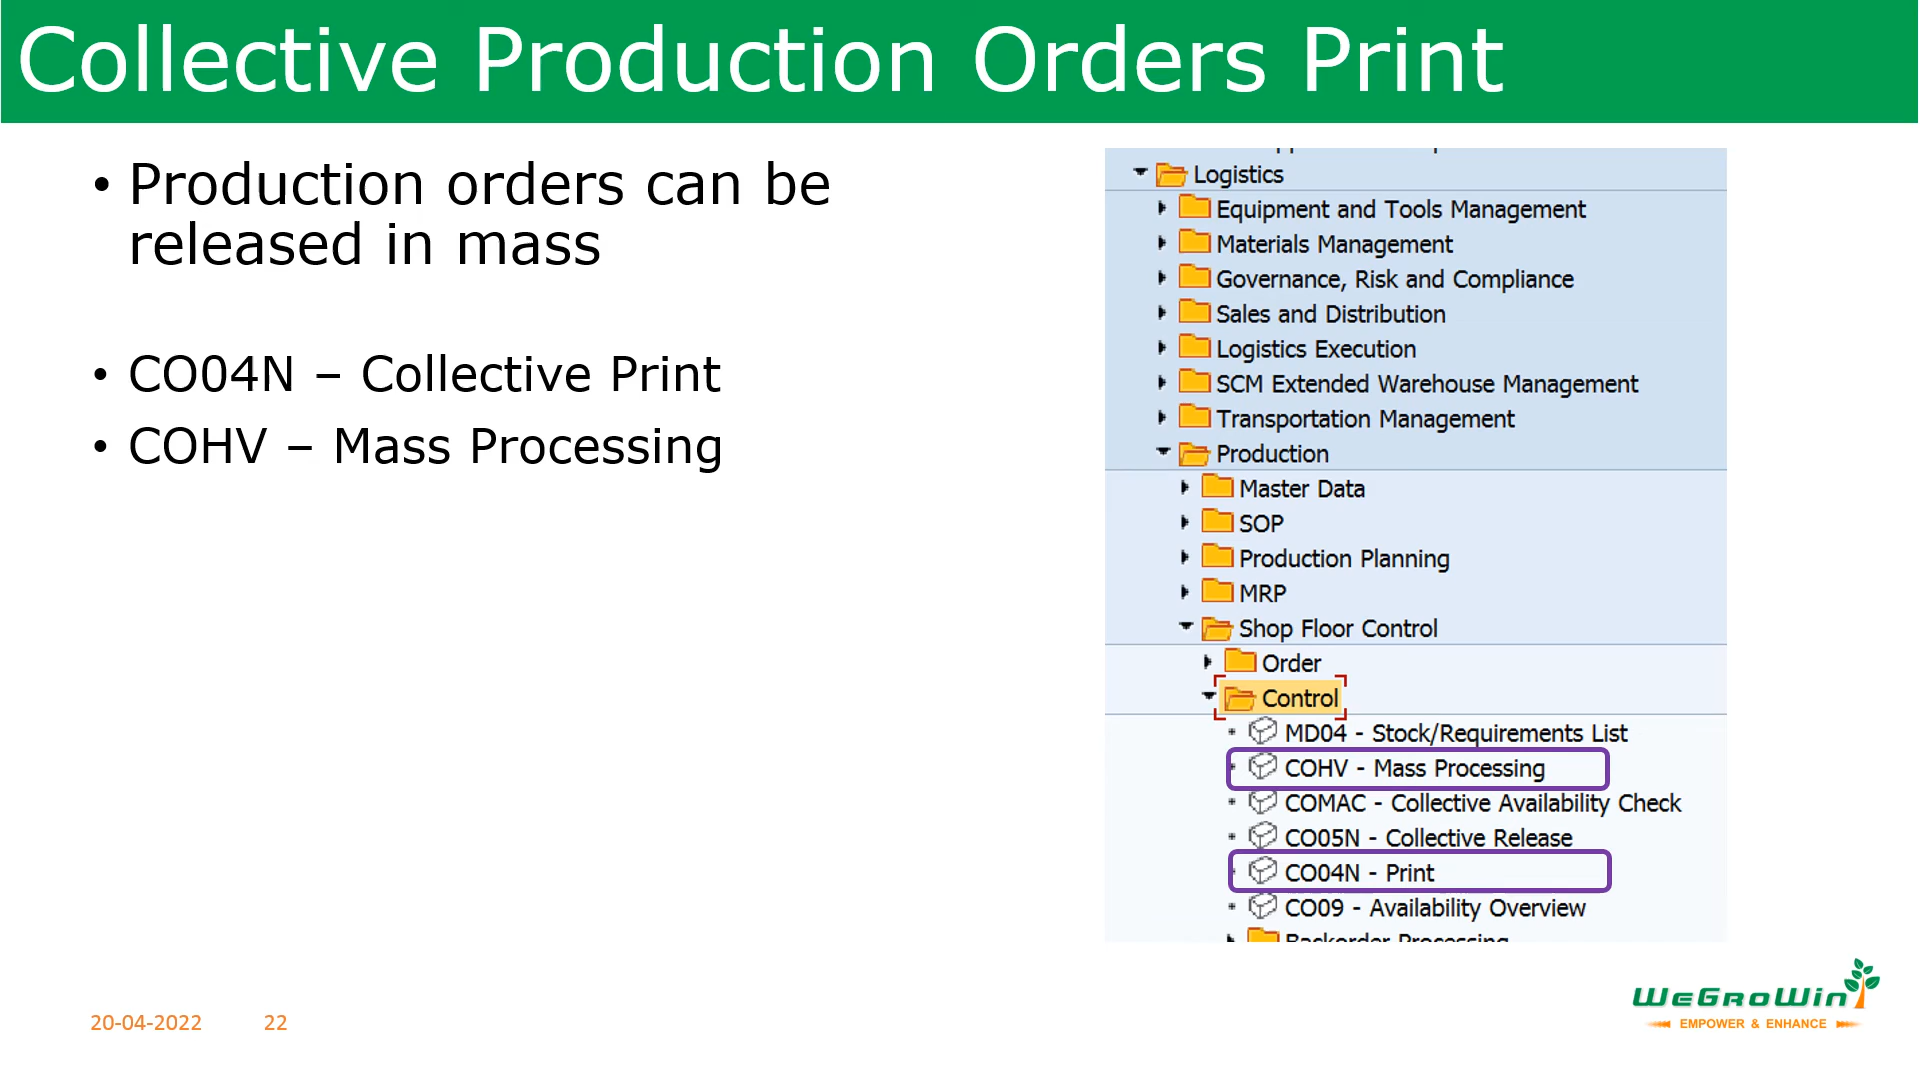 Collective Production Orders Print
• Production orders can be
released in mass
• CO04N – Collective Print
• COHV – Mass Processing
Logistics
Equipment and Tools Management
Materials Management
Governance, Risk and Compliance
Sales and Distribution
Logistics Execution
SCM Extended Warehouse Management
Transportation Management
Production
Master Data
SOP
Production Planning
MRP
Shop Floor Control
Order
Control
MD04 - Stock/Requirements List
COHV - Mass Processing
COMAC - Collective Availability Check
CO05N - Collective Release
CO04N - Print
CO09 - Availability Overview
Backorder Processing
20-04-2022 22
WeGroWin
EMPOWER & ENHANCE